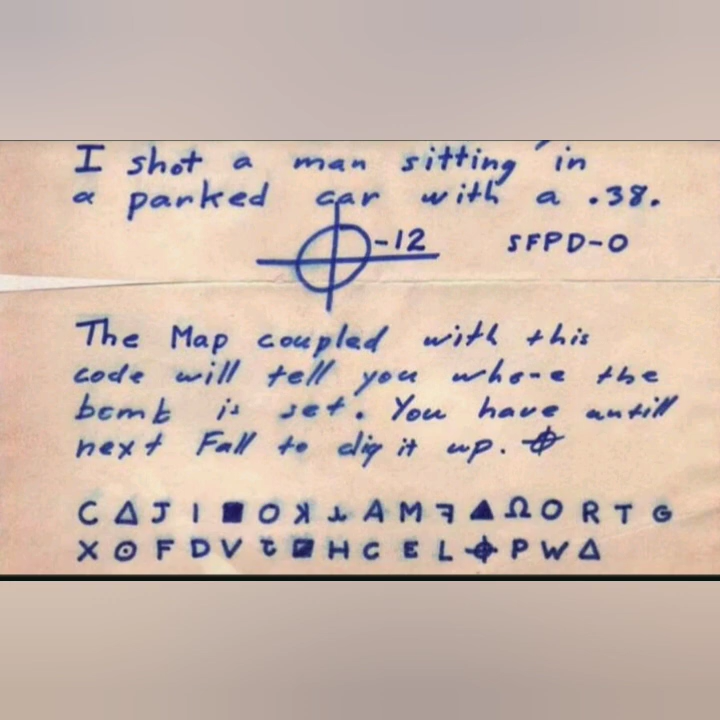 I shot a man sitting in
a parked car with a .38.
-12 SFPD-0
The Map coupled with this
code will tell you whe-e the
bomb is set. You have untill
next Fall to dig it up. ⌖
C Δ J I ■ O ꓘ ⅄ A M ꟻ ▲ Ω O R T G
X ⊙ F D V ꞇ ◪ H C E L ⌖ P W Δ